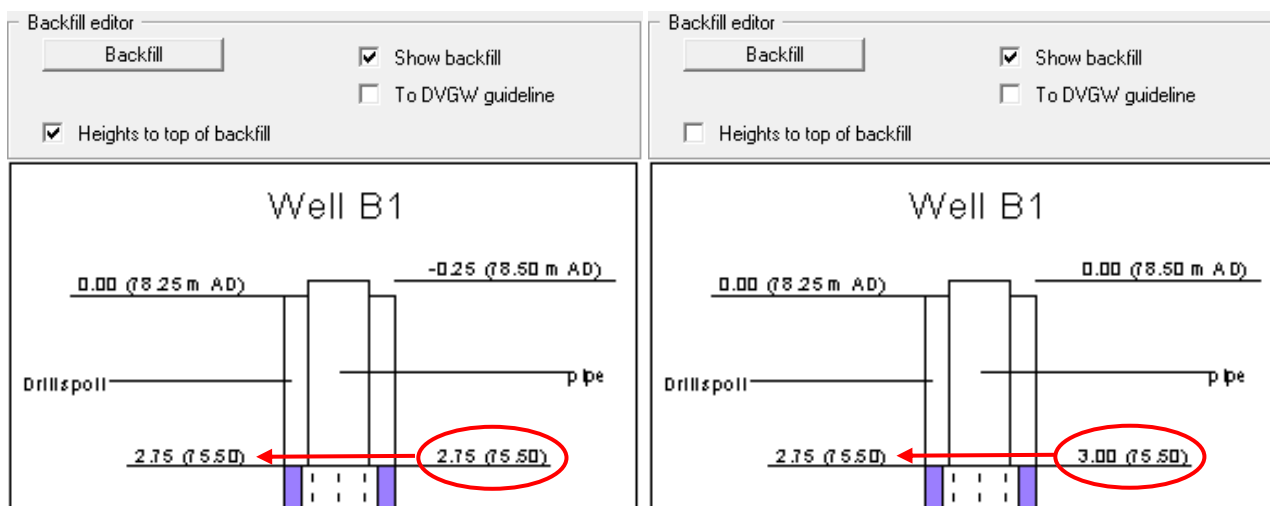 Backfill editor
Backfill
Show backfill
To DVGW guideline
Heights to top of backfill
Well B1
-0.25 (78.50 m AD)
0.00 (78.25 m AD)
Drillspoil
pipe
2.75 (75.50)
2.75 (75.50)
Backfill editor
Backfill
Show backfill
To DVGW guideline
Heights to top of backfill
Well B1
0.00 (78.50 m AD)
0.00 (78.25 m AD)
Drillspoil
pipe
2.75 (75.50)
3.00 (75.50)